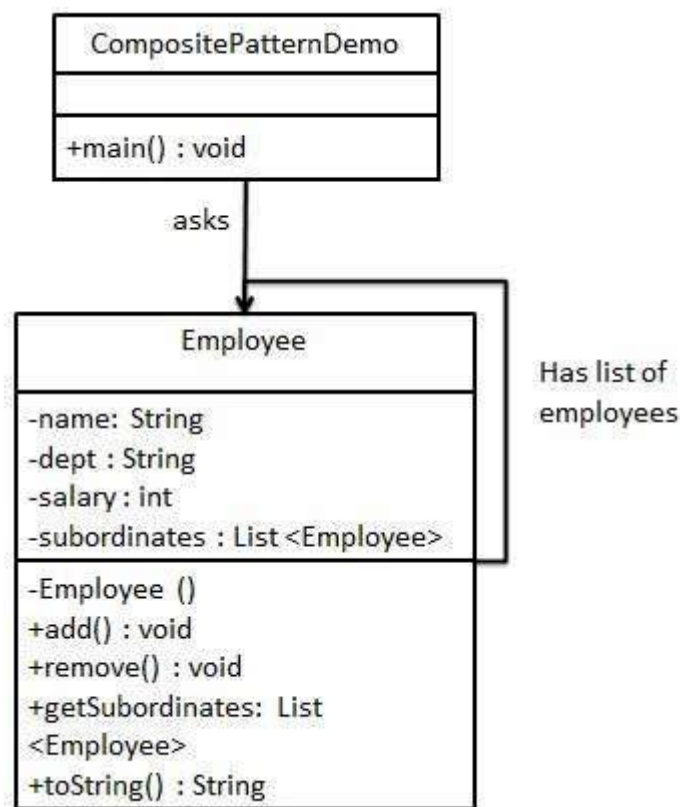 CompositePatternDemo
+main() : void
asks
Employee
-name: String
-dept : String
-salary : int
-subordinates : List <Employee>
Has list of
employees
-Employee ()
+add() : void
+remove() : void
+getSubordinates: List
<Employee>
+toString() : String